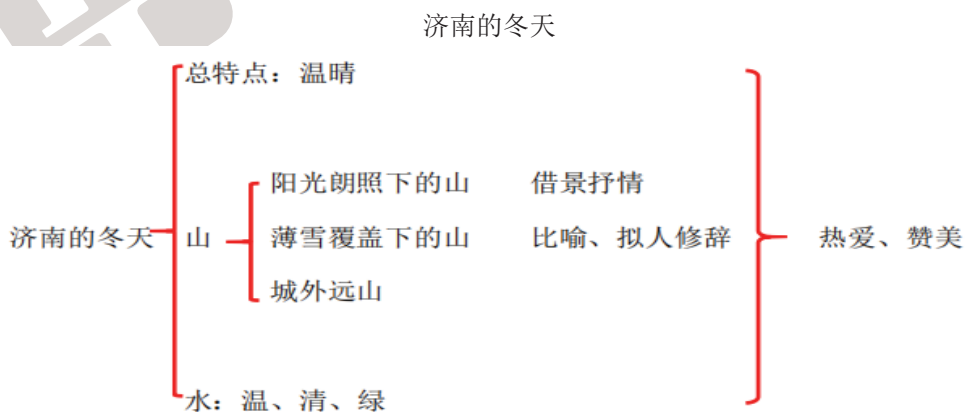 济南的冬天
总特点：温晴
阳光朗照下的山 借景抒情
济南的冬天 山 薄雪覆盖下的山 比喻、拟人修辞 热爱、赞美
城外远山
水：温、清、绿